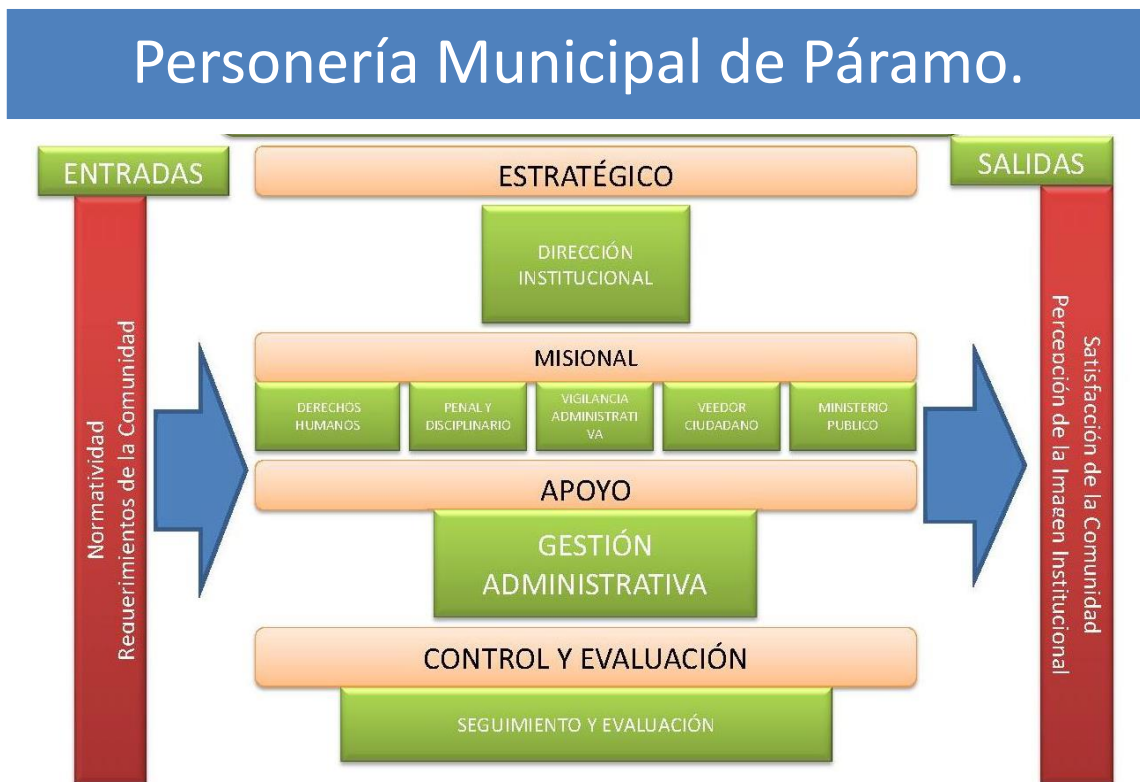 Personería Municipal de Páramo.
ENTRADAS
ESTRATÉGICO
SALIDAS
DIRECCIÓN
INSTITUCIONAL
Normatividad
Requerimientos de la Comunidad
MISIONAL
DERECHOS
HUMANOS
PENAL Y
DISCIPLINARIO
VIGILANCIA
ADMINISTRATI
VA
VEEDOR
CIUDADANO
MINISTERIO
PUBLICO
APOYO
GESTIÓN
ADMINISTRATIVA
CONTROL Y EVALUACIÓN
SEGUIMIENTO Y EVALUACIÓN
Satisfacción de la Comunidad
Percepción de la Imagen Institucional